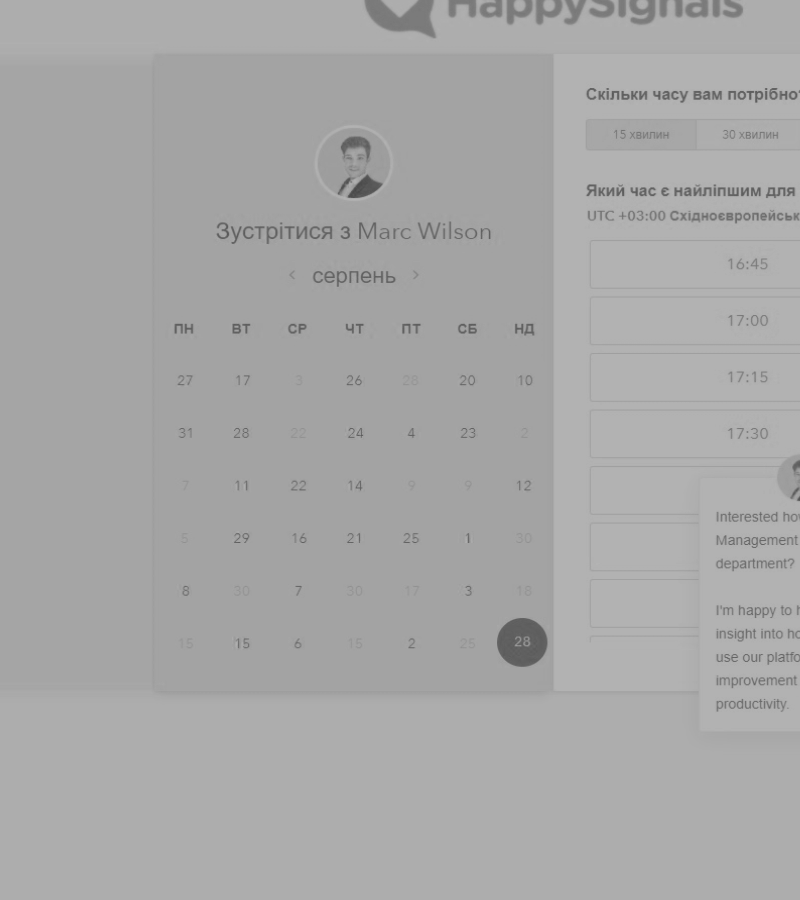 HappySignals
Зустрітися з Marc Wilson
‹ серпень ›
ПН ВТ СР ЧТ ПТ СБ НД
27 17 3 26 28 20 10
31 28 22 24 4 23 2
7 11 22 14 9 9 12
5 29 16 21 25 1 30
8 30 7 30 17 3 16
15 15 6 15 2 25 28
Скільки часу вам потрібно
15 хвилин 30 хвилин
Який час є найліпшим для
UTC +03:00 Східноєвропейськ
16:45
17:00
17:15
17:30
Interested how
Management
department?
I'm happy to h
insight into ho
use our platfo
improvement
productivity.